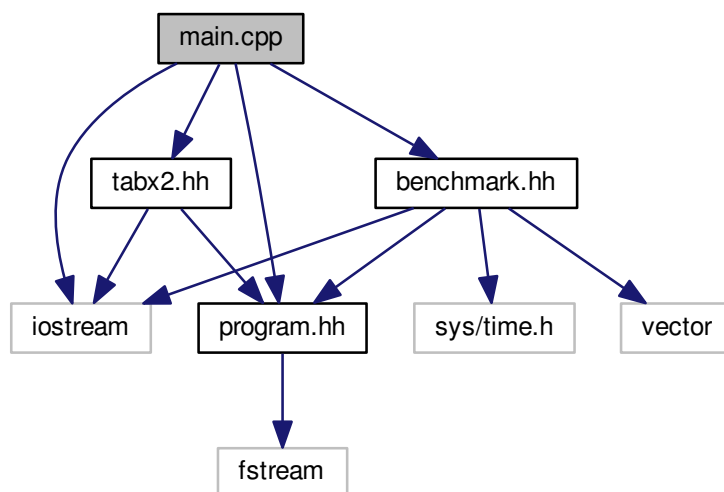 main.cpp
tabx2.hh
benchmark.hh
iostream
program.hh
sys/time.h
vector
fstream